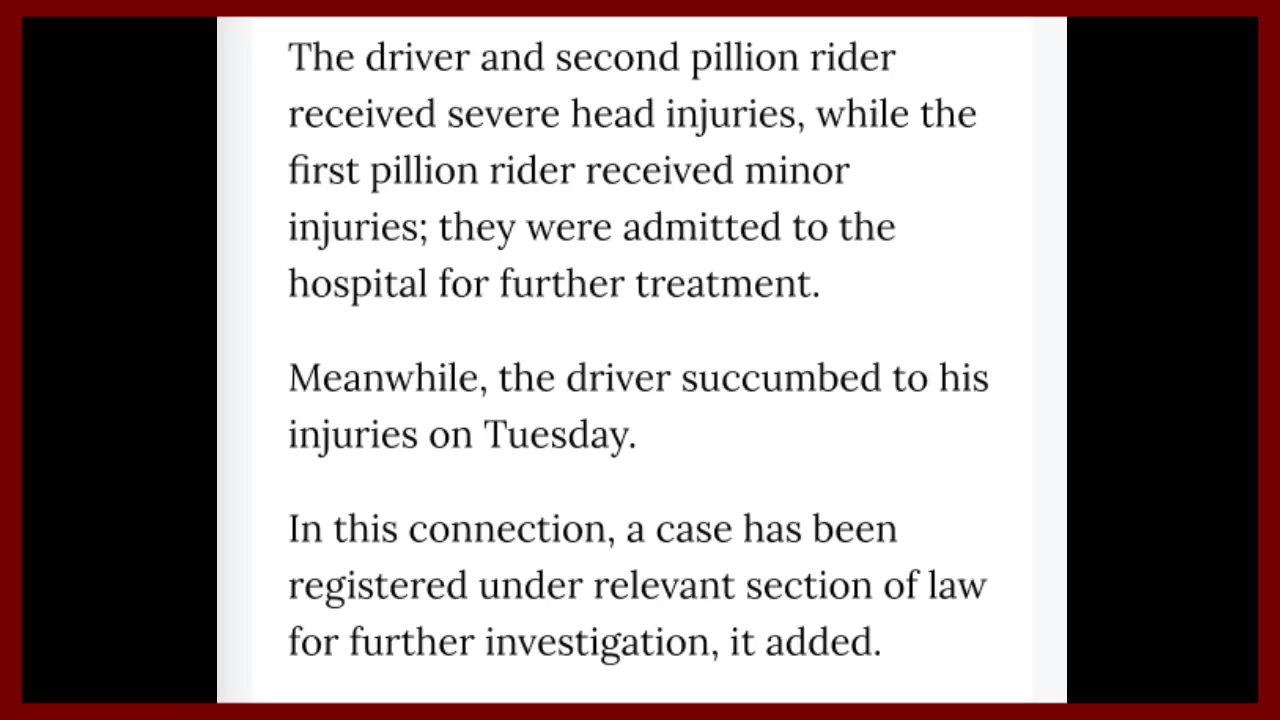 The driver and second pillion rider
received severe head injuries, while the
first pillion rider received minor
injuries; they were admitted to the
hospital for further treatment.
Meanwhile, the driver succumbed to his
injuries on Tuesday.
In this connection, a case has been
registered under relevant section of law
for further investigation, it added.